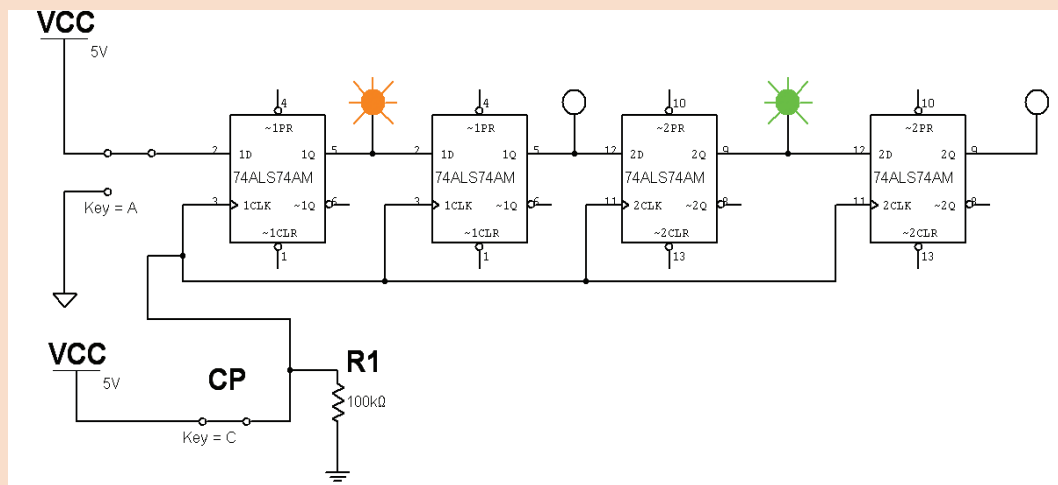 VCC
5V
4
~1PR
2
1D
1Q
5
74ALS74AM
3
1CLK
~1Q
6
~1CLR
1
4
~1PR
2
1D
1Q
5
74ALS74AM
3
1CLK
~1Q
6
~1CLR
1
10
~2PR
12
2D
2Q
9
74ALS74AM
11
2CLK
~2Q
8
~2CLR
13
10
~2PR
12
2D
2Q
9
74ALS74AM
11
2CLK
~2Q
8
~2CLR
13
Key = A
VCC
5V
CP
Key = C
R1
100kΩ